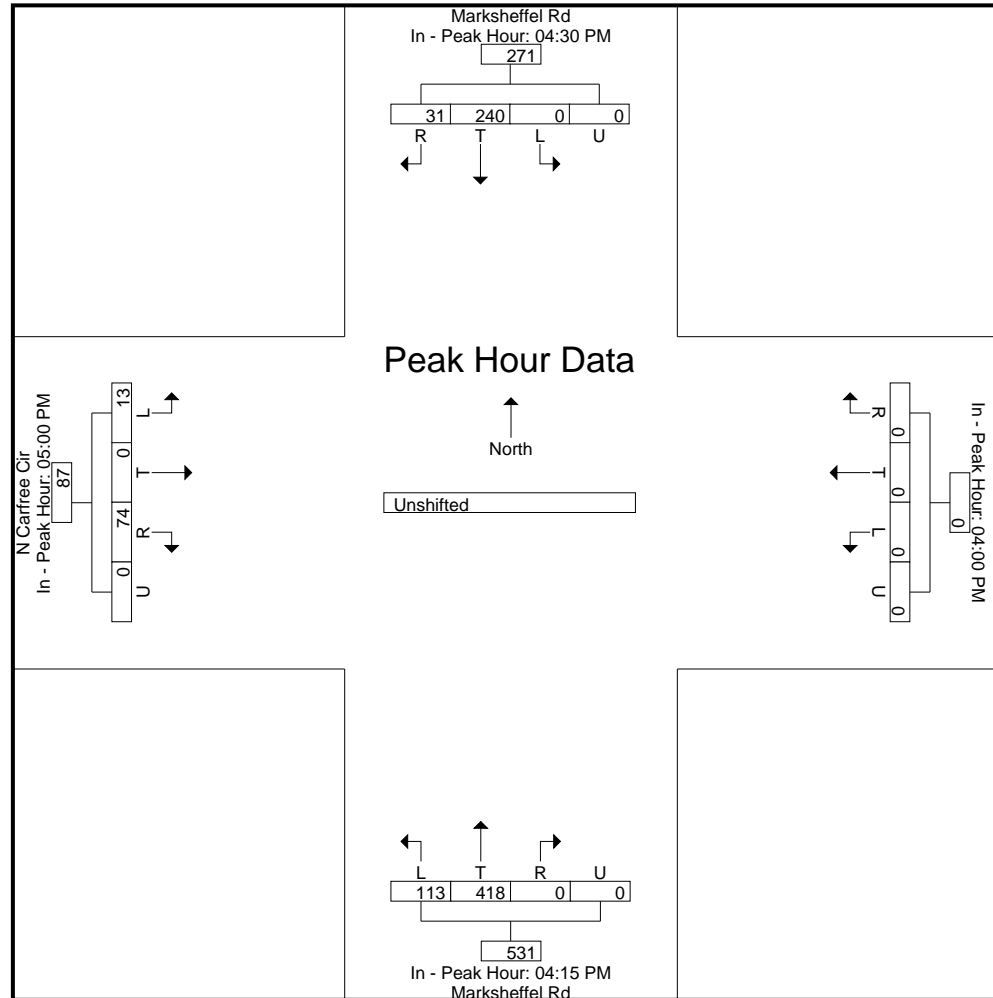 Marksheffel Rd
In - Peak Hour: 04:30 PM
271
31 240 0 0
R T L U
Peak Hour Data
North
Unshifted
N Carfree Cir
In - Peak Hour: 05:00 PM
87
13 0 74 0
L T R U
In - Peak Hour: 04:00 PM
0
0 0 0 0
R T L U
L T R U
113 418 0 0
531
In - Peak Hour: 04:15 PM
Marksheffel Rd